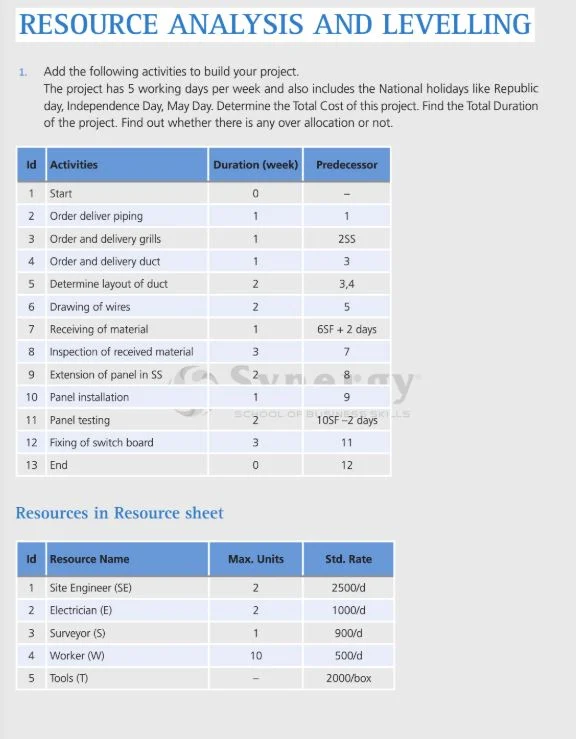 RESOURCE ANALYSIS AND LEVELLING
1. Add the following activities to build your project.
The project has 5 working days per week and also includes the National holidays like Republic
day, Independence Day, May Day. Determine the Total Cost of this project. Find the Total Duration
of the project. Find out whether there is any over allocation or not.
Id Activities Duration (week) Predecessor
1 Start 0 –
2 Order deliver piping 1 1
3 Order and delivery grills 1 2SS
4 Order and delivery duct 1 3
5 Determine layout of duct 2 3,4
6 Drawing of wires 2 5
7 Receiving of material 1 6SF + 2 days
8 Inspection of received material 3 7
9 Extension of panel in SS 2 8
10 Panel installation 1 9
11 Panel testing 2 10SF –2 days
12 Fixing of switch board 3 11
13 End 0 12
Synergy
SCHOOL OF BUSINESS SKILLS
Resources in Resource sheet
Id Resource Name Max. Units Std. Rate
1 Site Engineer (SE) 2 2500/d
2 Electrician (E) 2 1000/d
3 Surveyor (S) 1 900/d
4 Worker (W) 10 500/d
5 Tools (T) – 2000/box